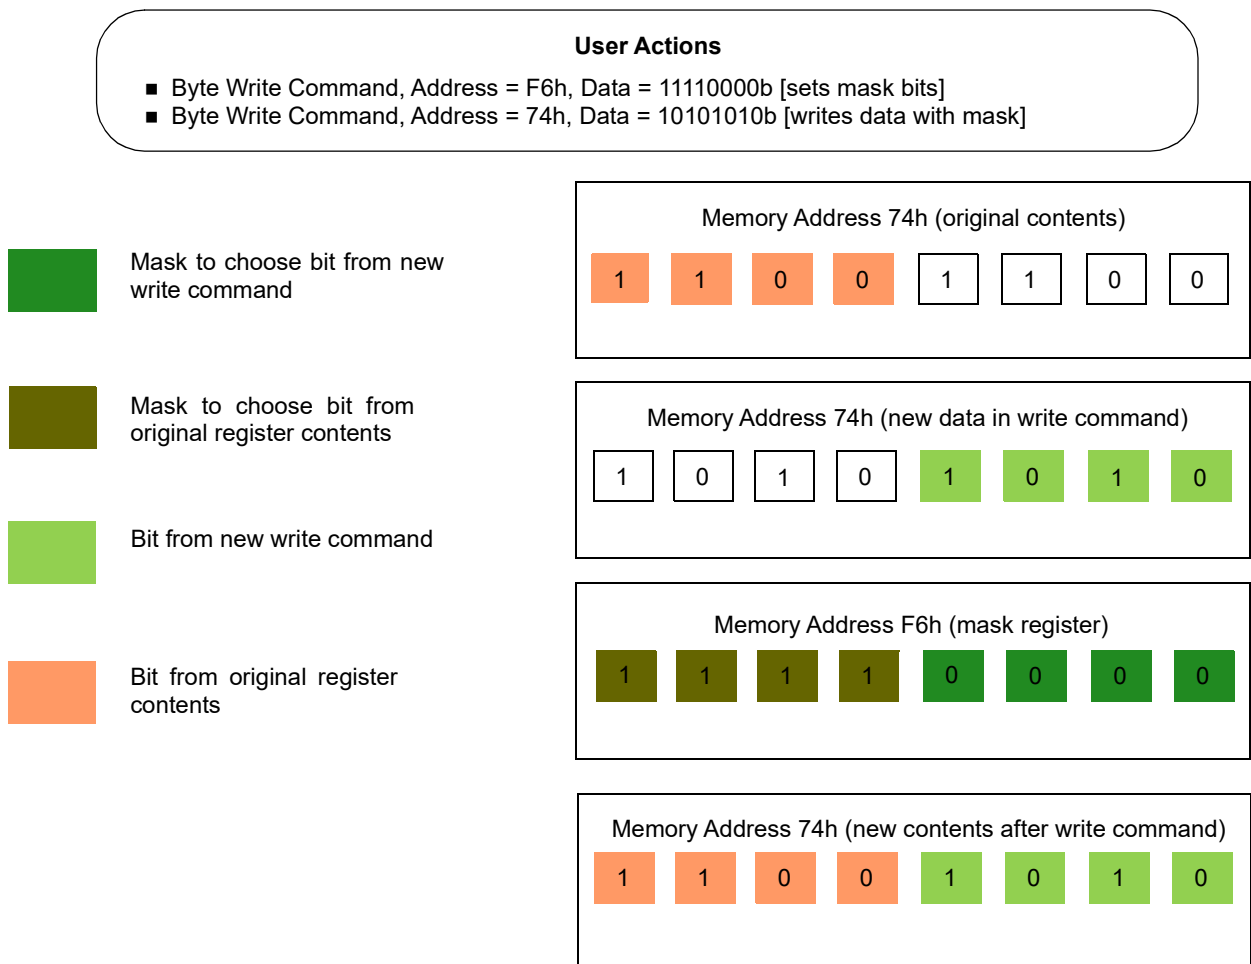 User Actions
■ Byte Write Command, Address = F6h, Data = 11110000b [sets mask bits]
■ Byte Write Command, Address = 74h, Data = 10101010b [writes data with mask]
Mask to choose bit from new
write command
Mask to choose bit from
original register contents
Bit from new write command
Bit from original register
contents
Memory Address 74h (original contents)
1 1 0 0 1 1 0 0
Memory Address 74h (new data in write command)
1 0 1 0 1 0 1 0
Memory Address F6h (mask register)
1 1 1 1 0 0 0 0
Memory Address 74h (new contents after write command)
1 1 0 0 1 0 1 0